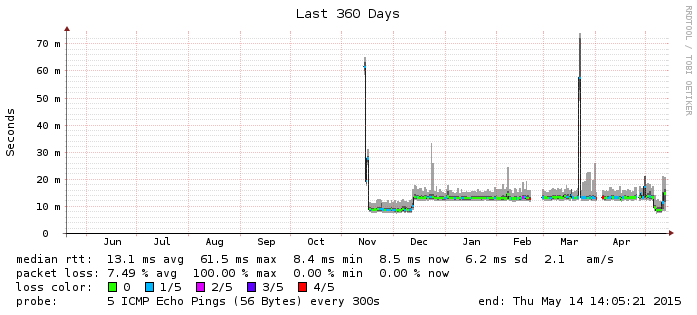 Last 360 Days
RRDTOOL / TOBI OETIKER
Seconds
70 m
60 m
50 m
40 m
30 m
20 m
10 m
0
Jun Jul Aug Sep Oct Nov Dec Jan Feb Mar Apr
median rtt: 13.1 ms avg 61.5 ms max 8.4 ms min 8.5 ms now 6.2 ms sd 2.1 am/s
packet loss: 7.49 % avg 100.00 % max 0.00 % min 0.00 % now
loss color: 0 1/5 2/5 3/5 4/5
probe: 5 ICMP Echo Pings (56 Bytes) every 300s end: Thu May 14 14:05:21 2015